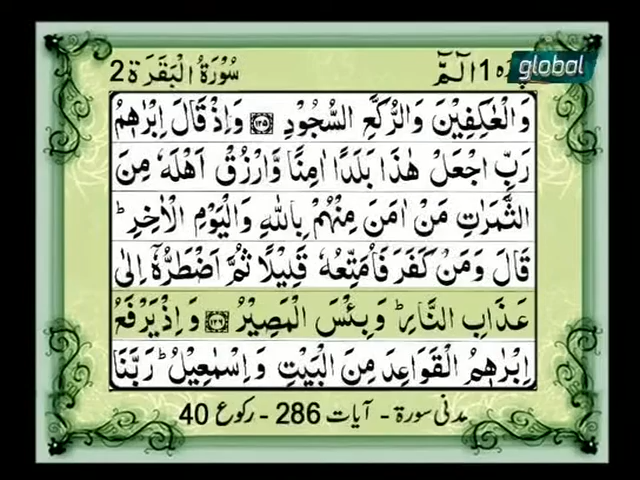 پارہ 1 الٓمّٓ
global
سُوْرَةُ الْبَقَرَة 2
وَالْعٰكِفِيْنَ وَالرُّكَّعِ السُّجُوْدِ ۝۱۲۵ وَاِذْ قَالَ اِبْرٰهٖمُ
رَبِّ اجْعَلْ هٰذَا بَلَدًا اٰمِنًا وَّارْزُقْ اَهْلَهٗ مِنَ
الثَّمَرٰتِ مَنْ اٰمَنَ مِنْهُمْ بِاللّٰهِ وَالْيَوْمِ الْاٰخِرِ ؕ
قَالَ وَمَنْ كَفَرَ فَاُمَتِّعُهٗ قَلِيْلًا ثُمَّ اَضْطَرُّهٗۤ اِلٰى
عَذَابِ النَّارِ ؕ وَبِئْسَ الْمَصِيْرُ ۝۱۲۶ وَاِذْ يَرْفَعُ
اِبْرٰهٖمُ الْقَوَاعِدَ مِنَ الْبَيْتِ وَاِسْمٰعِيْلُ ؕ رَبَّنَا
مدنی سورۃ - آیات 286 - رکوع 40